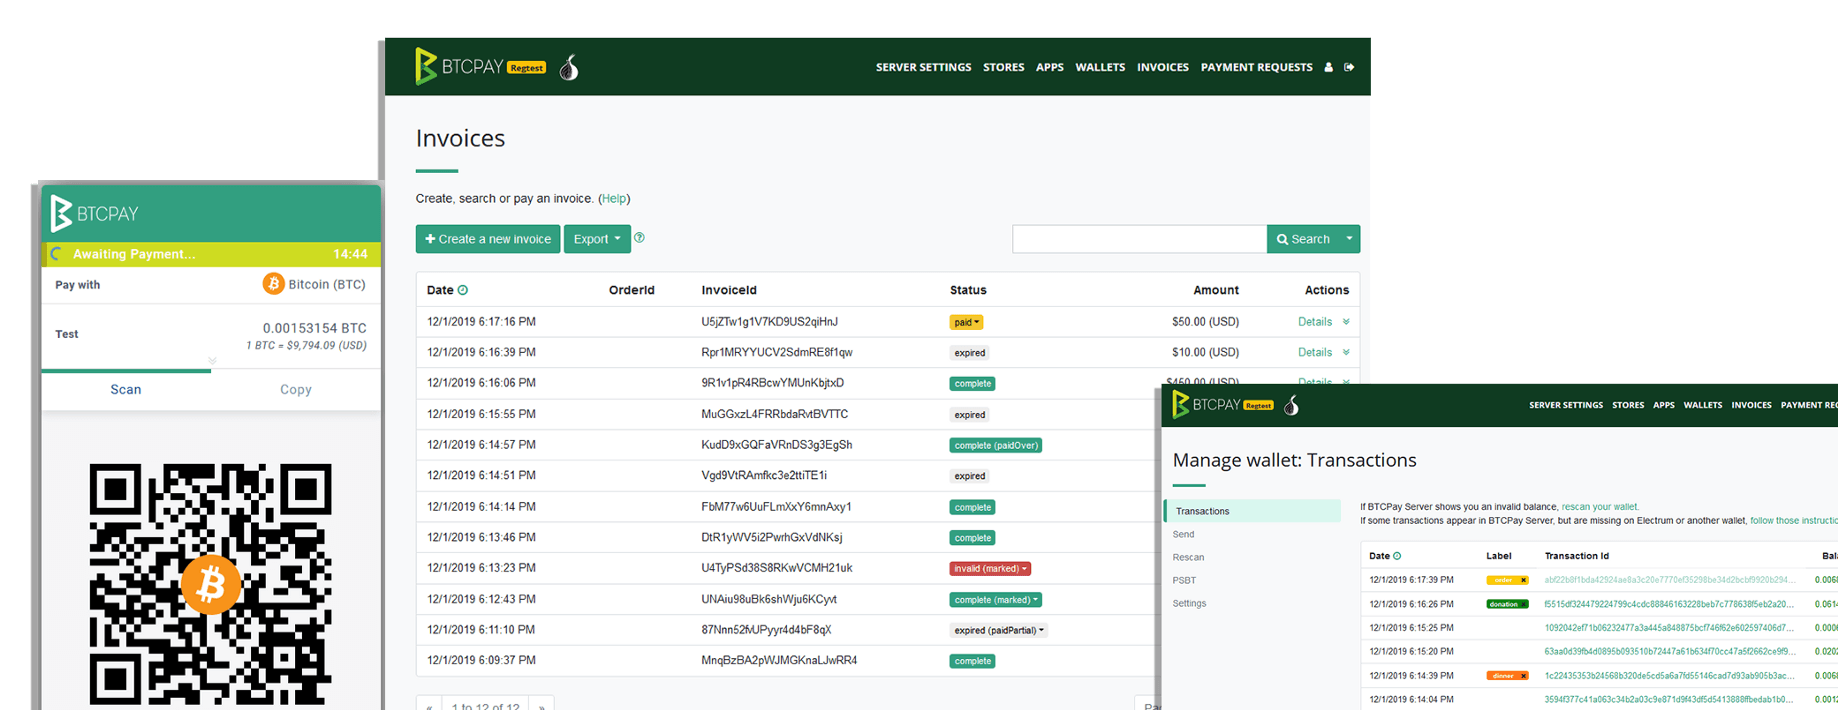 BTCPAY
Awaiting Payment... 14:44
Pay with Bitcoin (BTC)
Test 0.00153154 BTC
1 BTC = $9,794.09 (USD)
Scan Copy
BTCPAY Regtest SERVER SETTINGS STORES APPS WALLETS INVOICES PAYMENT REQUESTS
Invoices
Create, search or pay an invoice. (Help)
Create a new invoice Export Search
Date OrderId InvoiceId Status Amount Actions
12/1/2019 6:17:16 PM U5jZTw1g1V7KD9US2qiHnJ paid $50.00 (USD) Details
12/1/2019 6:16:39 PM Rpr1MRYYUCV2SdmRE8f1qw expired $10.00 (USD) Details
12/1/2019 6:16:06 PM 9R1v1pR4RBcwYMUnKbjtxD complete $450.00 (USD) Details
12/1/2019 6:15:55 PM MuGGxzL4FRRbdaRvtBVTTC expired
12/1/2019 6:14:57 PM KudD9xGQFaVRnDS3g3EgSh complete (paidOver)
12/1/2019 6:14:51 PM Vgd9VtRAmfkc3e2ttiTE1i expired
12/1/2019 6:14:14 PM FbM77w6UuFLmXxY6mnAxy1 complete
12/1/2019 6:13:46 PM DtR1yWV5i2PwrhGxVdNKsj complete
12/1/2019 6:13:23 PM U4TyPSd38S8RKwVCMH21uk invalid (marked)
12/1/2019 6:12:43 PM UNAiu98uBk6shWju6KCyvt complete (marked)
12/1/2019 6:11:10 PM 87Nnn52fvUPyyr4d4bF8qX expired (paidPartial)
12/1/2019 6:09:37 PM MnqBzBA2pWJMGKnaLJwRR4 complete
« 1 to 12 of 12 »
BTCPAY Regtest SERVER SETTINGS STORES APPS WALLETS INVOICES PAYMENT REQ
Manage wallet: Transactions
Transactions
Send
Rescan
PSBT
Settings
If BTCPay Server shows you an invalid balance, rescan your wallet.
If some transactions appear in BTCPay Server, but are missing on Electrum or another wallet, follow those instructio
Date Label Transaction Id Bal
12/1/2019 6:17:39 PM order 0.006
12/1/2019 6:16:26 PM donation f5515df324479224799c4cdc88846163228beb7c778638f5eb2a20... 0.061
12/1/2019 6:15:25 PM 1092042ef71b06232477a3a445a848875bcf746f62e602597406d7... 0.000
12/1/2019 6:15:20 PM 63aa0d39fb4d0895b093510b72447a61b634f70cc47a5f2662ce9f9... 0.020
12/1/2019 6:14:39 PM dinner 1c22435353b24568b320de5cd5a6a7fd55146cad7d93ab905b3ac... 0.006
12/1/2019 6:14:04 PM 3594f377c41a063c34b2a03c9e871d9f43df5d5413888ffbedab1b0... 0.001